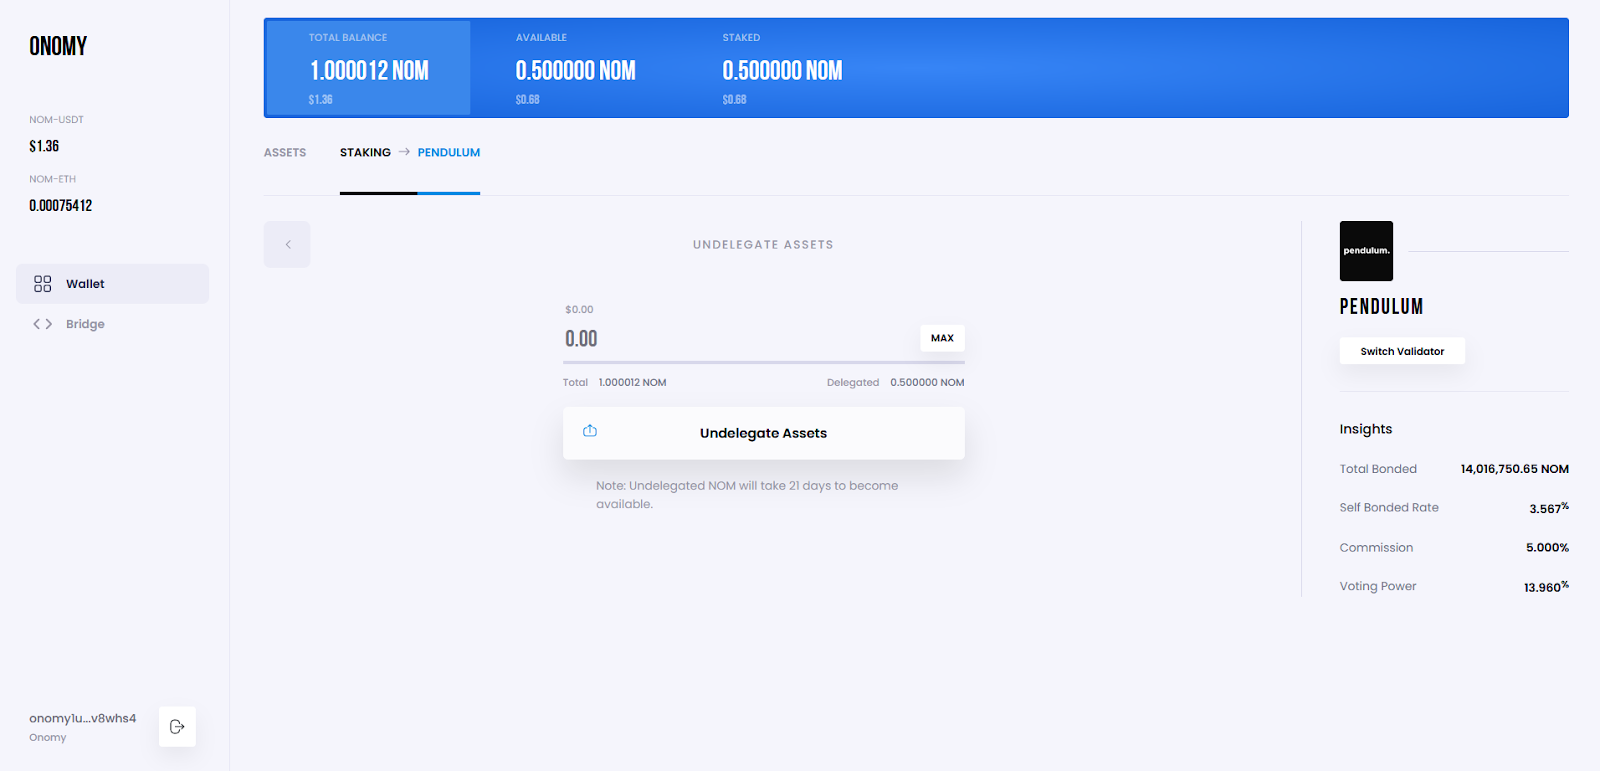 ONOMY
NOM-USDT
$1.36
NOM-ETH
0.00075412
Wallet
Bridge
onomy1u...v8whs4
Onomy
TOTAL BALANCE
1.000012 NOM
$1.36
AVAILABLE
0.500000 NOM
$0.68
STAKED
0.500000 NOM
$0.68
ASSETS STAKING → PENDULUM
UNDELEGATE ASSETS
$0.00
0.00 MAX
Total 1.000012 NOM Delegated 0.500000 NOM
Undelegate Assets
Note: Undelegated NOM will take 21 days to become
available.
pendulum.
PENDULUM
Switch Validator
Insights
Total Bonded 14,016,750.65 NOM
Self Bonded Rate 3.567%
Commission 5.000%
Voting Power 13.960%